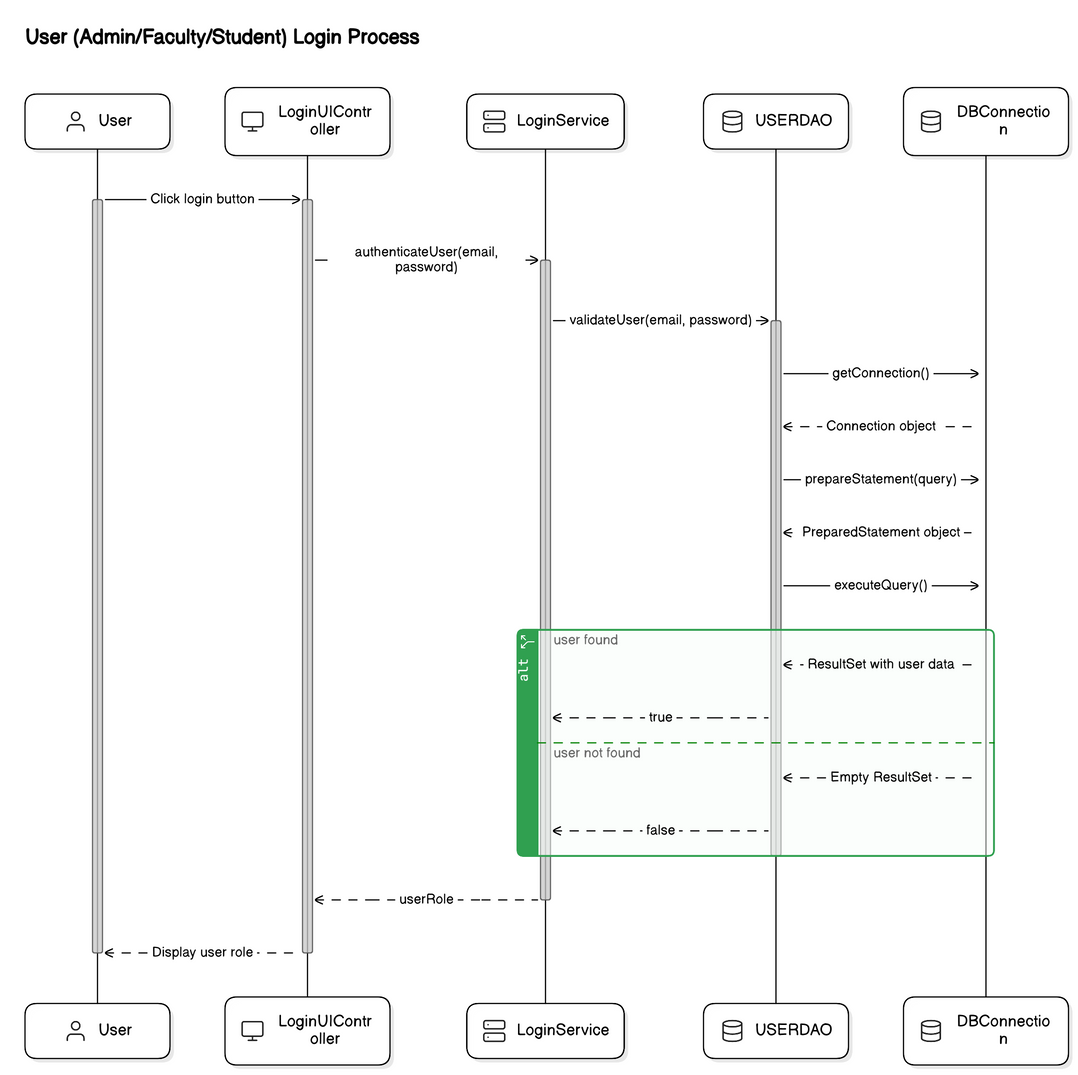 User (Admin/Faculty/Student) Login Process
User
LoginUIContr
oller
LoginService
USERDAO
DBConnectio
n
Click login button
authenticateUser(email,
password)
validateUser(email, password)
getConnection()
Connection object
prepareStatement(query)
PreparedStatement object
executeQuery()
alt
user found
ResultSet with user data
true
user not found
Empty ResultSet
false
userRole
Display user role
User
LoginUIContr
oller
LoginService
USERDAO
DBConnectio
n